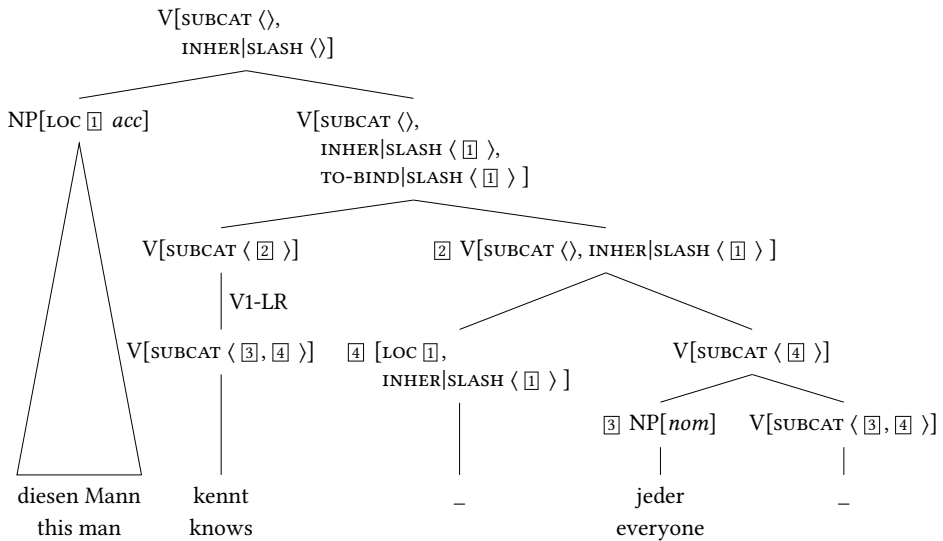 V[SUBCAT ⟨⟩,
INHER|SLASH ⟨⟩]
NP[LOC 1 acc]
V[SUBCAT ⟨⟩,
INHER|SLASH ⟨ 1 ⟩,
TO-BIND|SLASH ⟨ 1 ⟩ ]
V[SUBCAT ⟨ 2 ⟩]
2 V[SUBCAT ⟨⟩, INHER|SLASH ⟨ 1 ⟩ ]
V1-LR
V[SUBCAT ⟨ 3 , 4 ⟩]
4 [LOC 1 ,
INHER|SLASH ⟨ 1 ⟩ ]
V[SUBCAT ⟨ 4 ⟩]
3 NP[nom]
V[SUBCAT ⟨ 3 , 4 ⟩]
diesen Mann kennt _ jeder _
this man knows everyone